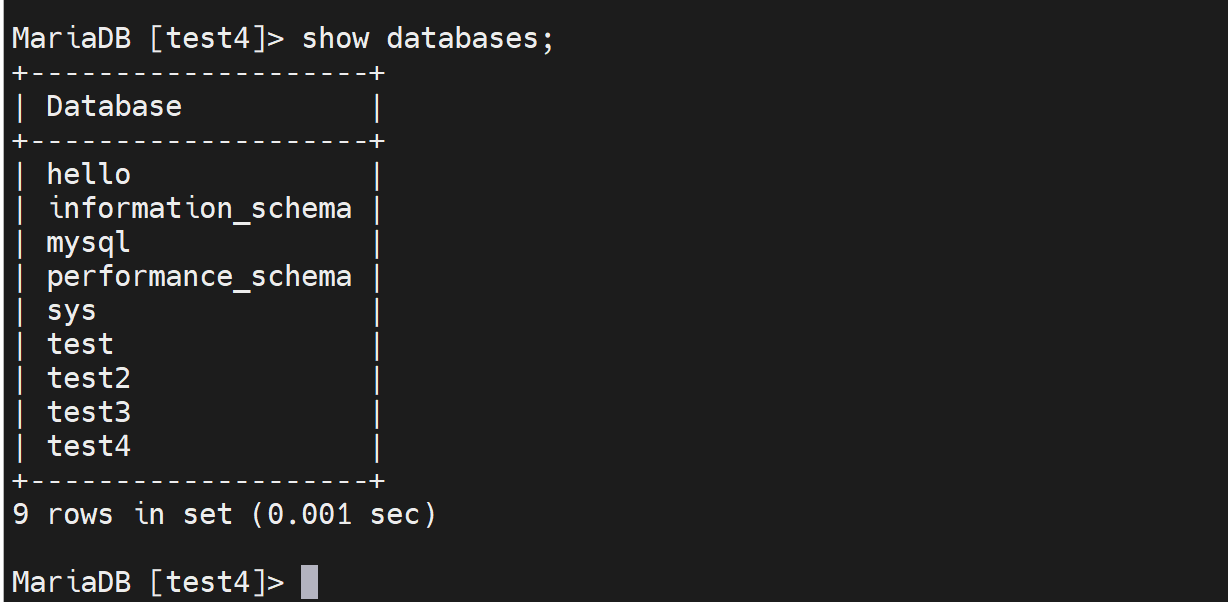 MariaDB [test4]> show databases;
+--------------------+
| Database           |
+--------------------+
| hello              |
| information_schema |
| mysql              |
| performance_schema |
| sys                |
| test               |
| test2              |
| test3              |
| test4              |
+--------------------+
9 rows in set (0.001 sec)
MariaDB [test4]>